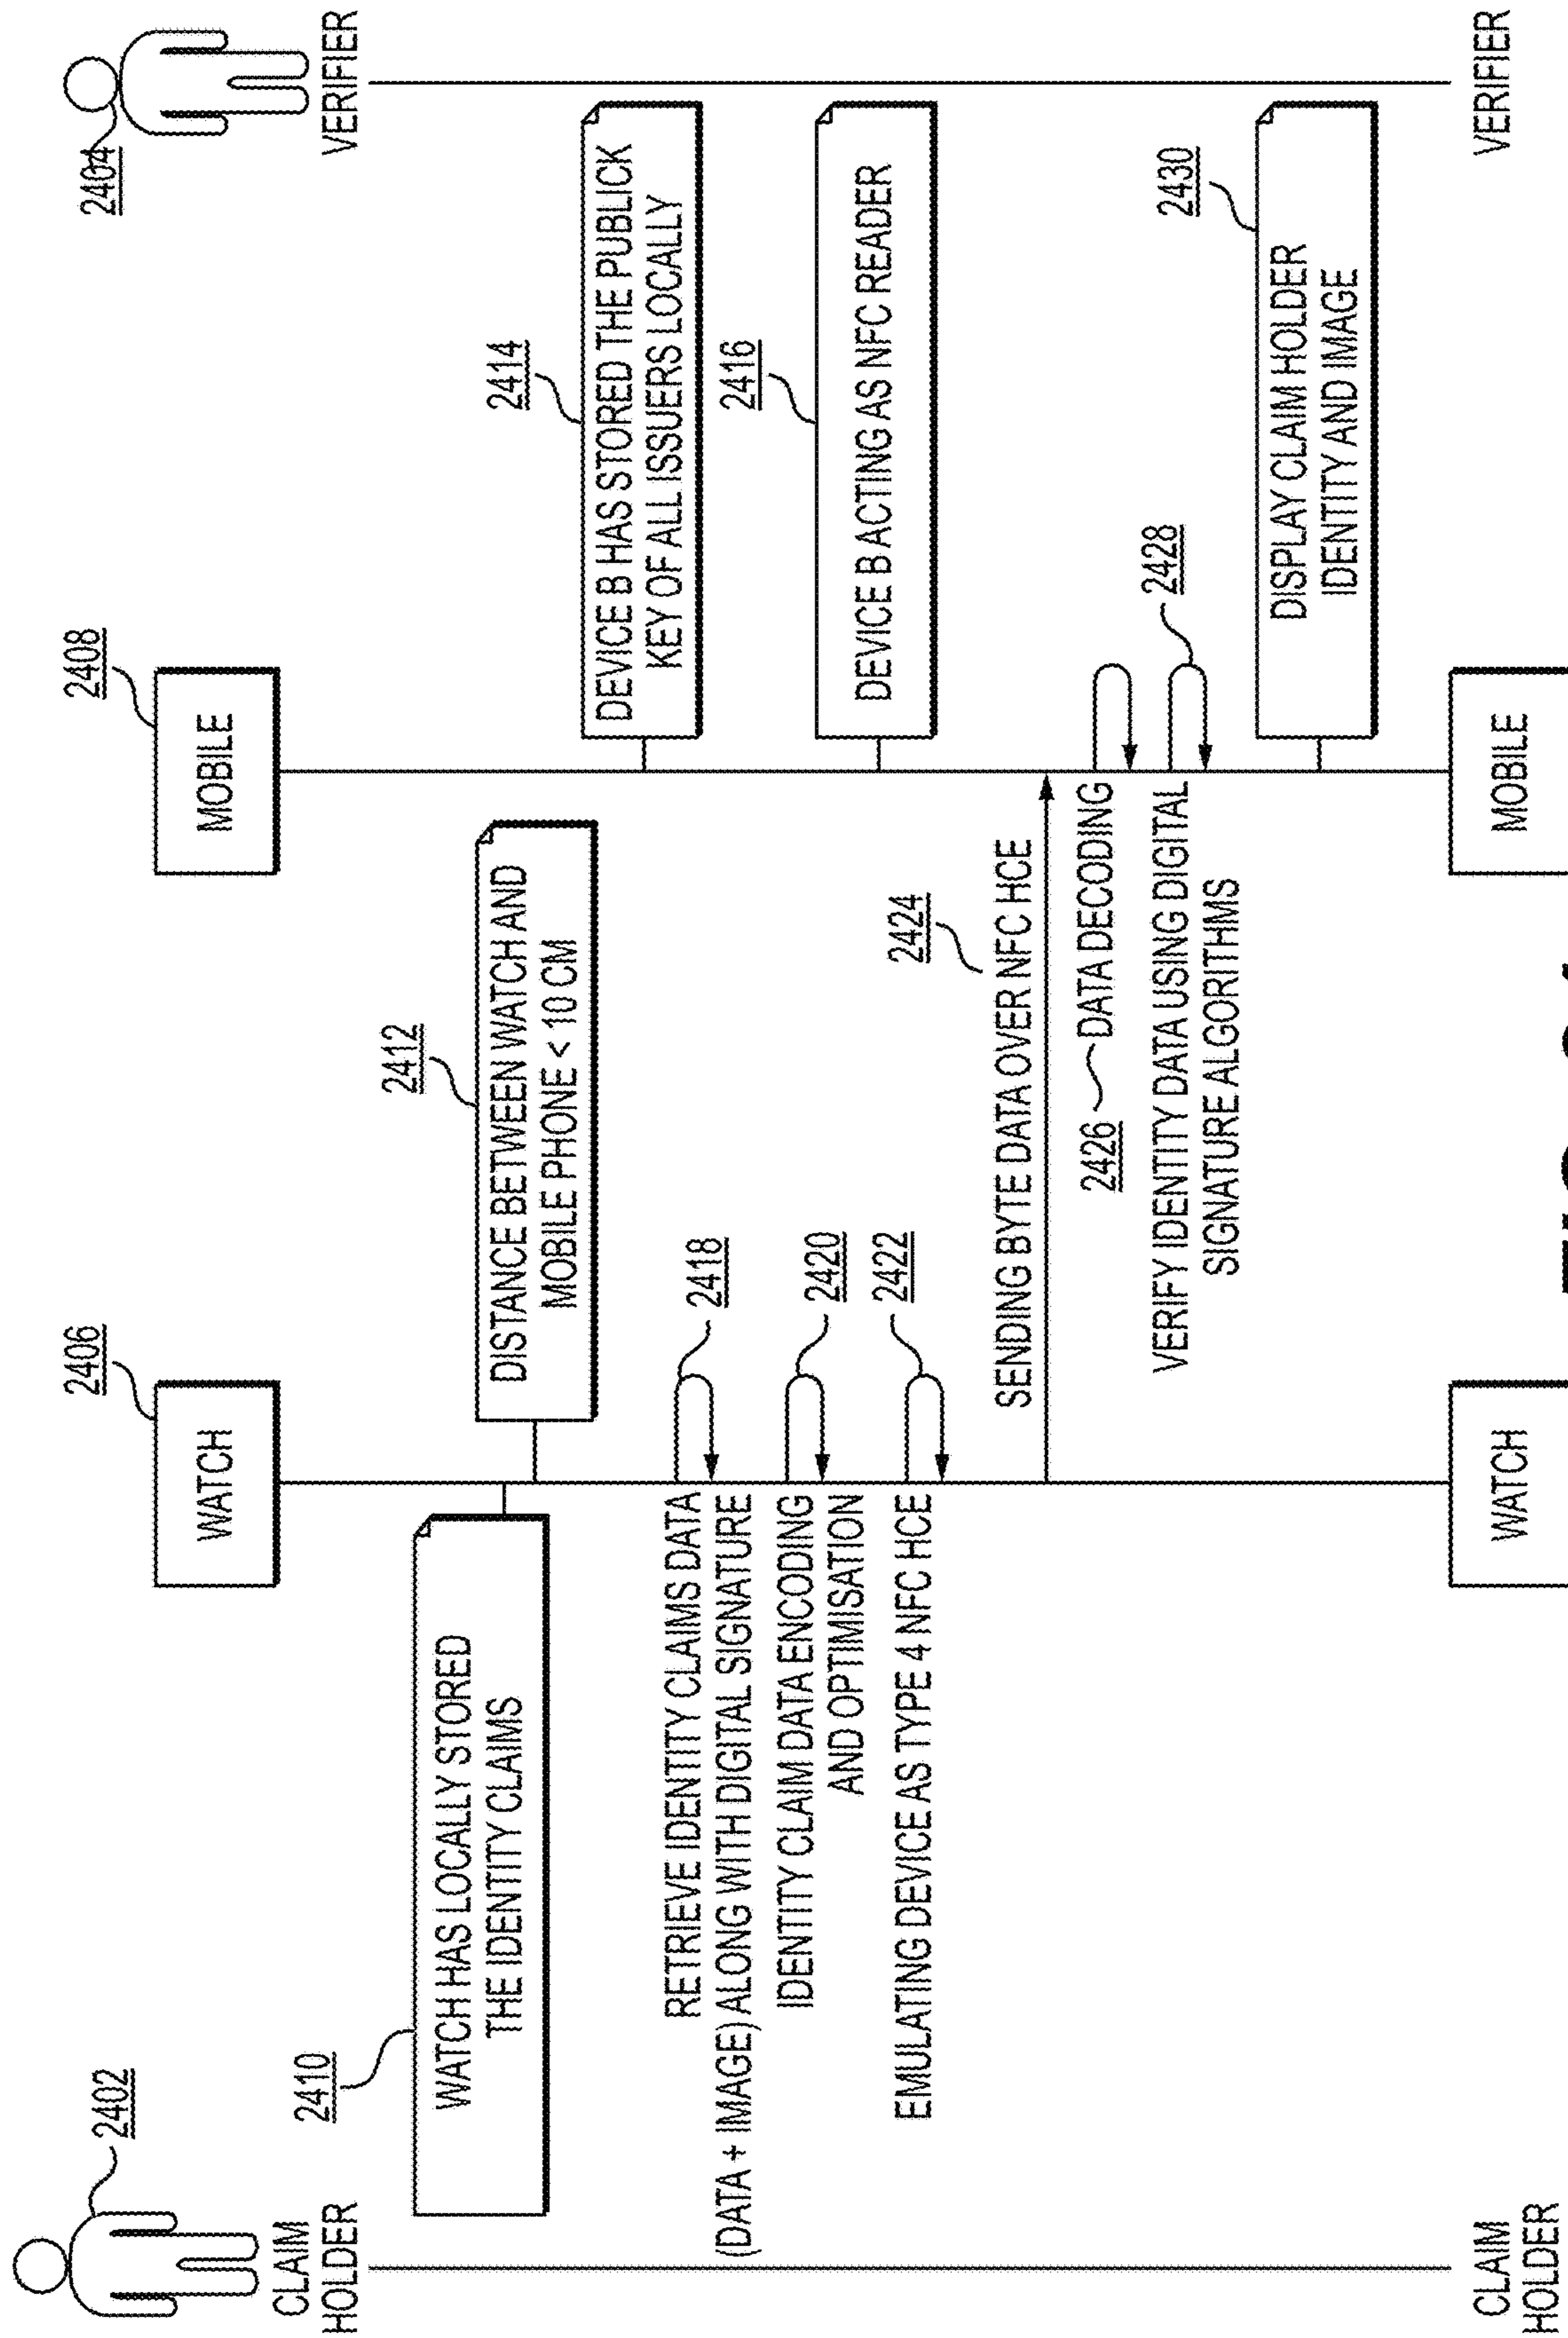 2402
CLAIM
HOLDER
2406
WATCH
2408
MOBILE
2404
VERIFIER
2410
WATCH HAS LOCALLY STORED
THE IDENTITY CLAIMS
2412
DISTANCE BETWEEN WATCH AND
MOBILE PHONE < 10 CM
2414
DEVICE B HAS STORED THE PUBLICK
KEY OF ALL ISSUERS LOCALLY
RETRIEVE IDENTITY CLAIMS DATA
(DATA + IMAGE) ALONG WITH DIGITAL SIGNATURE
2418
2416
DEVICE B ACTING AS NFC READER
IDENTITY CLAIM DATA ENCODING
AND OPTIMISATION
2420
EMULATING DEVICE AS TYPE 4 NFC HCE
2422
SENDING BYTE DATA OVER NFC HCE
2424
2426
DATA DECODING
VERIFY IDENTITY DATA USING DIGITAL
SIGNATURE ALGORITHMS
2428
2430
DISPLAY CLAIM HOLDER
IDENTITY AND IMAGE
CLAIM
HOLDER
WATCH
MOBILE
VERIFIER